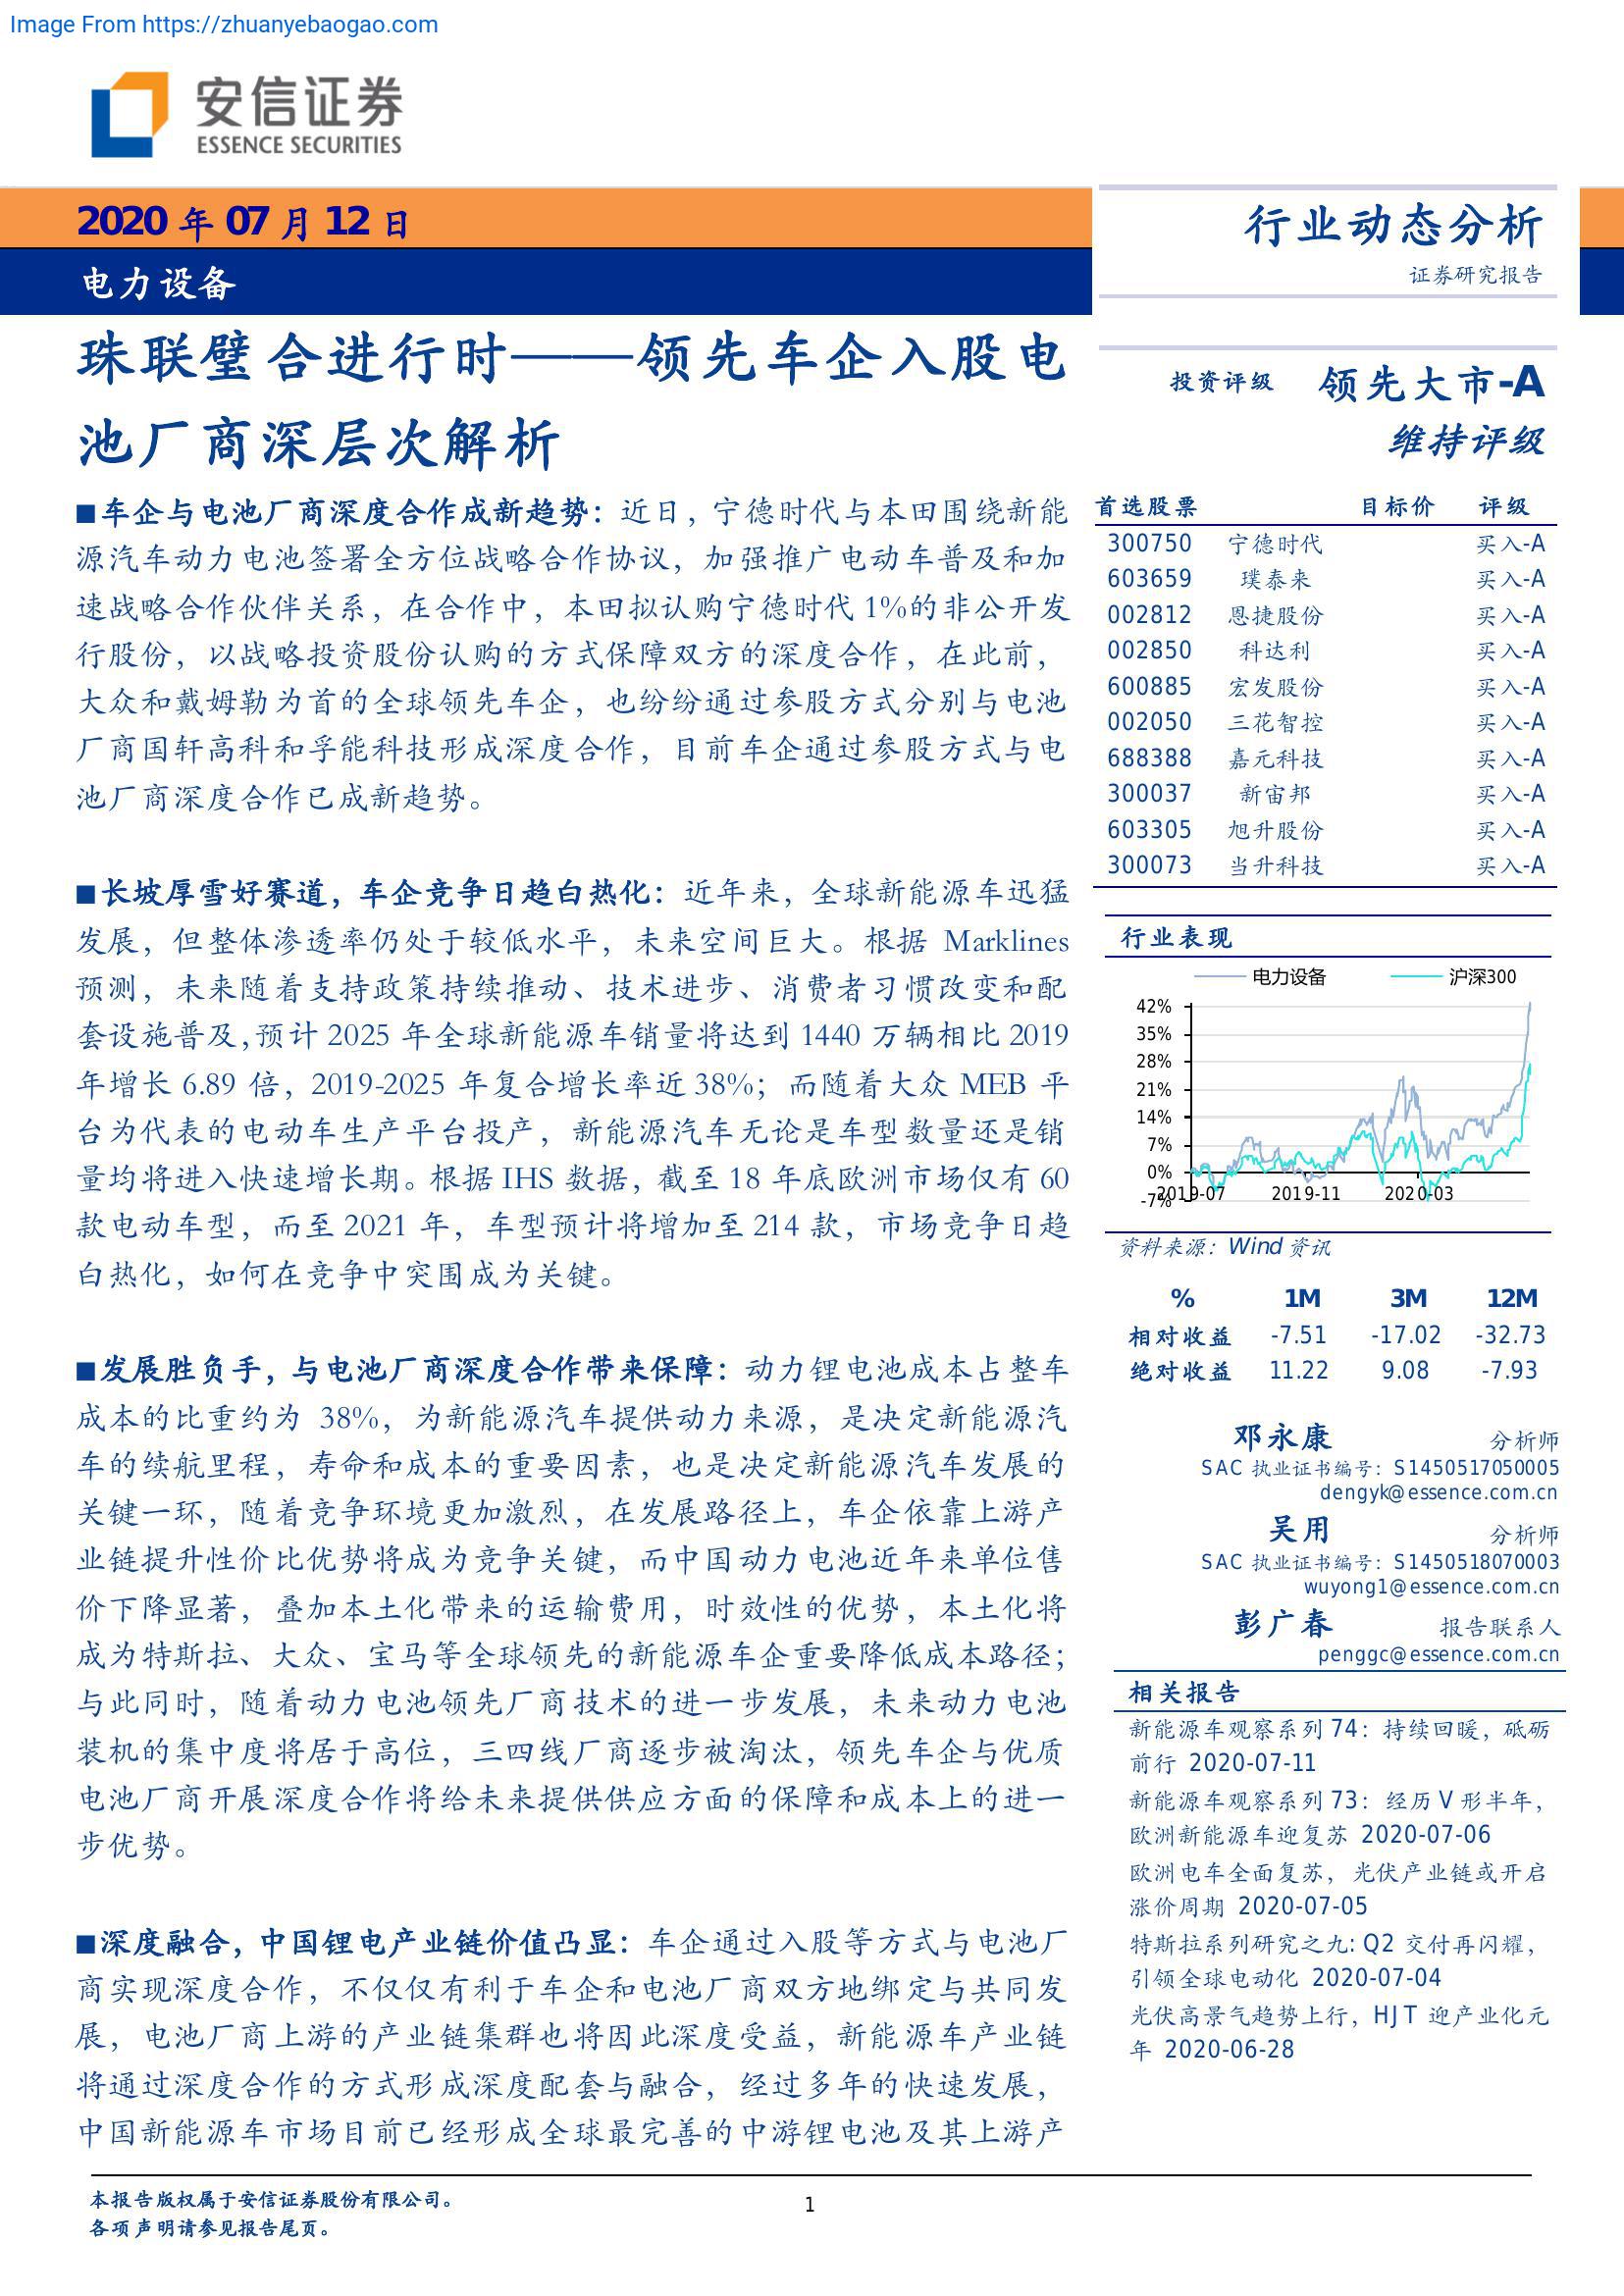 Image From https://zhuanyebaogao.com
安信证券
ESSENCE SECURITIES
2020 年 07 月 12 日
电力设备
行业动态分析
证券研究报告
珠联璧合进行时——领先车企入股电
池厂商深层次解析
■车企与电池厂商深度合作成新趋势：近日，宁德时代与本田围绕新能
源汽车动力电池签署全方位战略合作协议，加强推广电动车普及和加
速战略合作伙伴关系，在合作中，本田拟认购宁德时代 1%的非公开发
行股份，以战略投资股份认购的方式保障双方的深度合作，在此前，
大众和戴姆勒为首的全球领先车企，也纷纷通过参股方式分别与电池
厂商国轩高科和孚能科技形成深度合作，目前车企通过参股方式与电
池厂商深度合作已成新趋势。
■长坡厚雪好赛道，车企竞争日趋白热化：近年来，全球新能源车迅猛
发展，但整体渗透率仍处于较低水平，未来空间巨大。根据 Marklines
预测，未来随着支持政策持续推动、技术进步、消费者习惯改变和配
套设施普及，预计 2025 年全球新能源车销量将达到 1440 万辆相比 2019
年增长 6.89 倍，2019-2025 年复合增长率近 38%；而随着大众 MEB 平
台为代表的电动车生产平台投产，新能源汽车无论是车型数量还是销
量均将进入快速增长期。根据 IHS 数据，截至 18 年底欧洲市场仅有 60
款电动车型，而至 2021 年，车型预计将增加至 214 款，市场竞争日趋
白热化，如何在竞争中突围成为关键。
■发展胜负手，与电池厂商深度合作带来保障：动力锂电池成本占整车
成本的比重约为 38%，为新能源汽车提供动力来源，是决定新能源汽
车的续航里程，寿命和成本的重要因素，也是决定新能源汽车发展的
关键一环，随着竞争环境更加激烈，在发展路径上，车企依靠上游产
业链提升性价比优势将成为竞争关键，而中国动力电池近年来单位售
价下降显著，叠加本土化带来的运输费用，时效性的优势，本土化将
成为特斯拉、大众、宝马等全球领先的新能源车企重要降低成本路径；
与此同时，随着动力电池领先厂商技术的进一步发展，未来动力电池
装机的集中度将居于高位，三四线厂商逐步被淘汰，领先车企与优质
电池厂商开展深度合作将给未来提供供应方面的保障和成本上的进一
步优势。
■深度融合，中国锂电产业链价值凸显：车企通过入股等方式与电池厂
商实现深度合作，不仅仅有利于车企和电池厂商双方地绑定与共同发
展，电池厂商上游的产业链集群也将因此深度受益，新能源车产业链
将通过深度合作的方式形成深度配套与融合，经过多年的快速发展，
中国新能源车市场目前已经形成全球最完善的中游锂电池及其上游产
投资评级 领先大市-A
维持评级
首选股票 目标价 评级
300750 宁德时代 买入-A
603659 璞泰来 买入-A
002812 恩捷股份 买入-A
002850 科达利 买入-A
600885 宏发股份 买入-A
002050 三花智控 买入-A
688388 嘉元科技 买入-A
300037 新宙邦 买入-A
603305 旭升股份 买入-A
300073 当升科技 买入-A
行业表现
电力设备 沪深300
42%
35%
28%
21%
14%
7%
0%
-7%
2019-07 2019-11 2020-03
资料来源：Wind 资讯
% 1M 3M 12M
相对收益 -7.51 -17.02 -32.73
绝对收益 11.22 9.08 -7.93
邓永康 分析师
SAC 执业证书编号：S1450517050005
dengyk@essence.com.cn
吴用 分析师
SAC 执业证书编号：S1450518070003
wuyong1@essence.com.cn
彭广春 报告联系人
penggc@essence.com.cn
相关报告
新能源车观察系列 74：持续回暖，砥砺
前行 2020-07-11
新能源车观察系列 73：经历 V 形半年，
欧洲新能源车迎复苏 2020-07-06
欧洲电车全面复苏，光伏产业链或开启
涨价周期 2020-07-05
特斯拉系列研究之九: Q2 交付再闪耀，
引领全球电动化 2020-07-04
光伏高景气趋势上行，HJT 迎产业化元
年 2020-06-28
本报告版权属于安信证券股份有限公司。
各项声明请参见报告尾页。
1